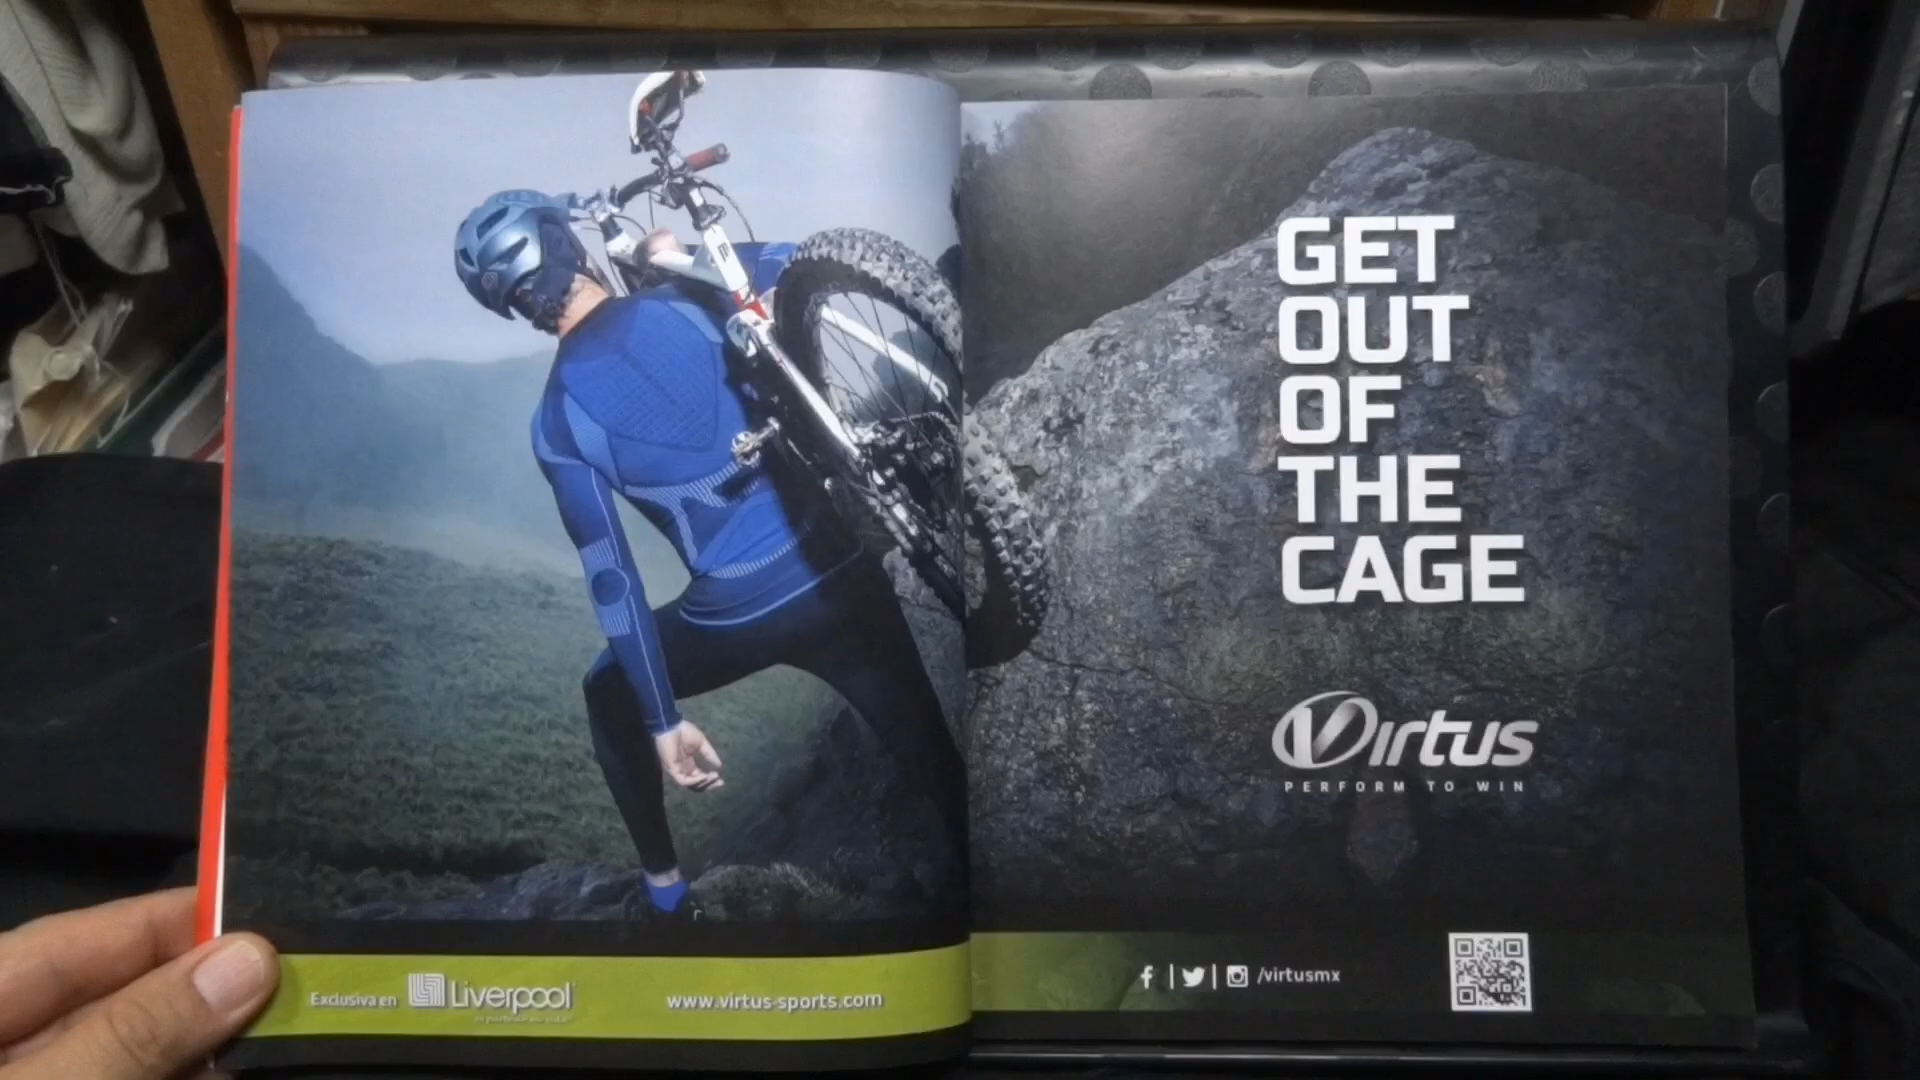 GET
OUT
OF
THE
CAGE
Virtus
PERFORM TO WIN
Exclusiva en Liverpool
www.virtus-sports.com
/virtusmx